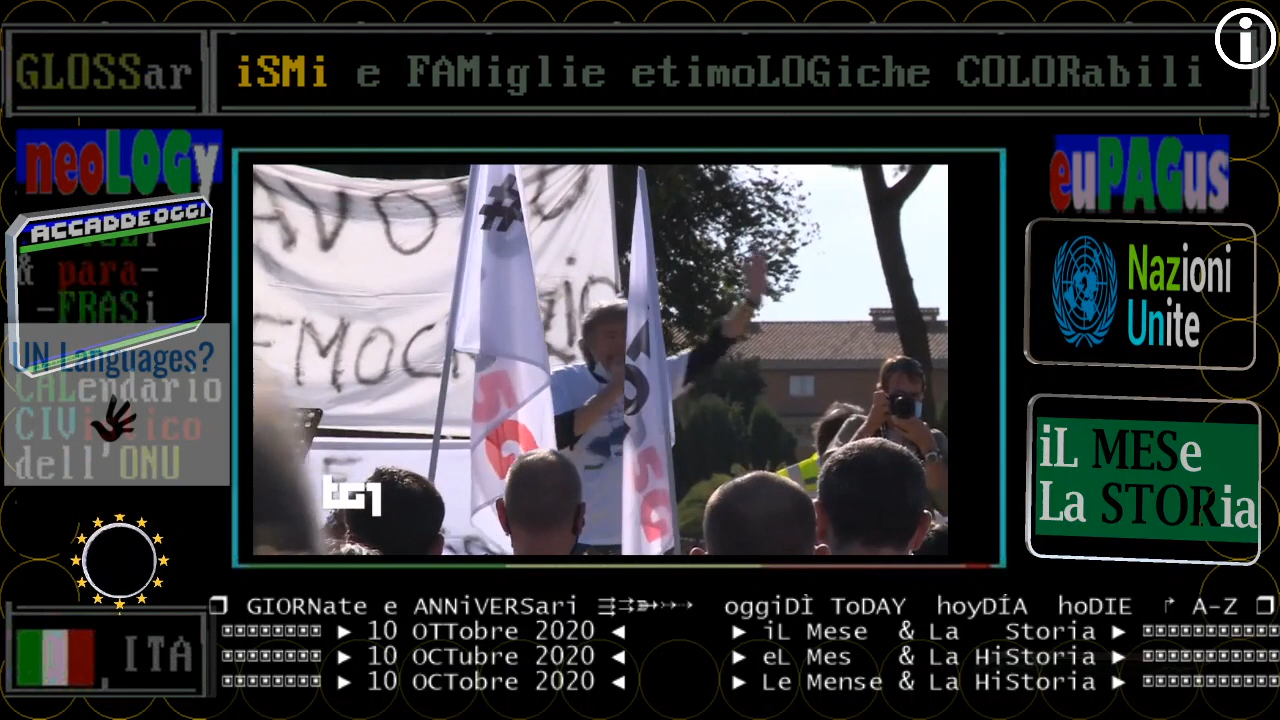 GLOSSar
iSMi e FAMiglie etimoLOGiche COLORabili
i
neoLOGy
ACCADDEOGGI
& para-
-FRASi
UN Languages?
CALendario
CIVico
dell'ONU
euPAGus
Nazioni
Unite
iL MESe
La STORia
#
5G
5G
tg1
GIORNate e ANNiVERSari oggiDÌ ToDAY hoyDÍA hoDIE A-Z
► 10 OTTobre 2020 ◄ ► iL Mese & La Storia ►
► 10 OCTubre 2020 ◄ ► eL Mes & La HiStoria ►
► 10 OCTobre 2020 ◄ ► Le Mense & La HiStoria ►
ITA